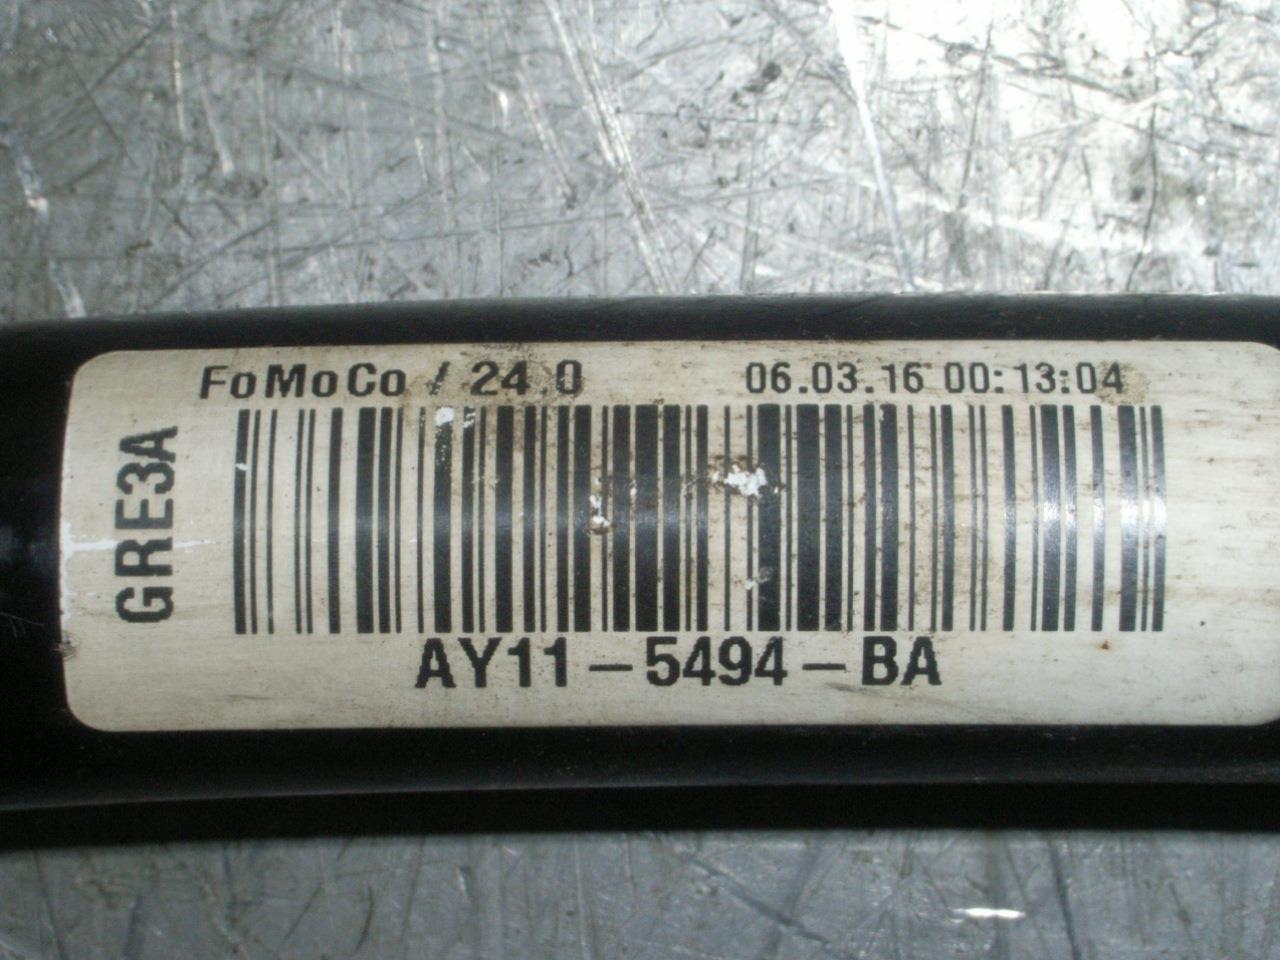 FoMoCo / 24.0 06.03.16 00:13:04
GRE3A
AY11-5494-BA